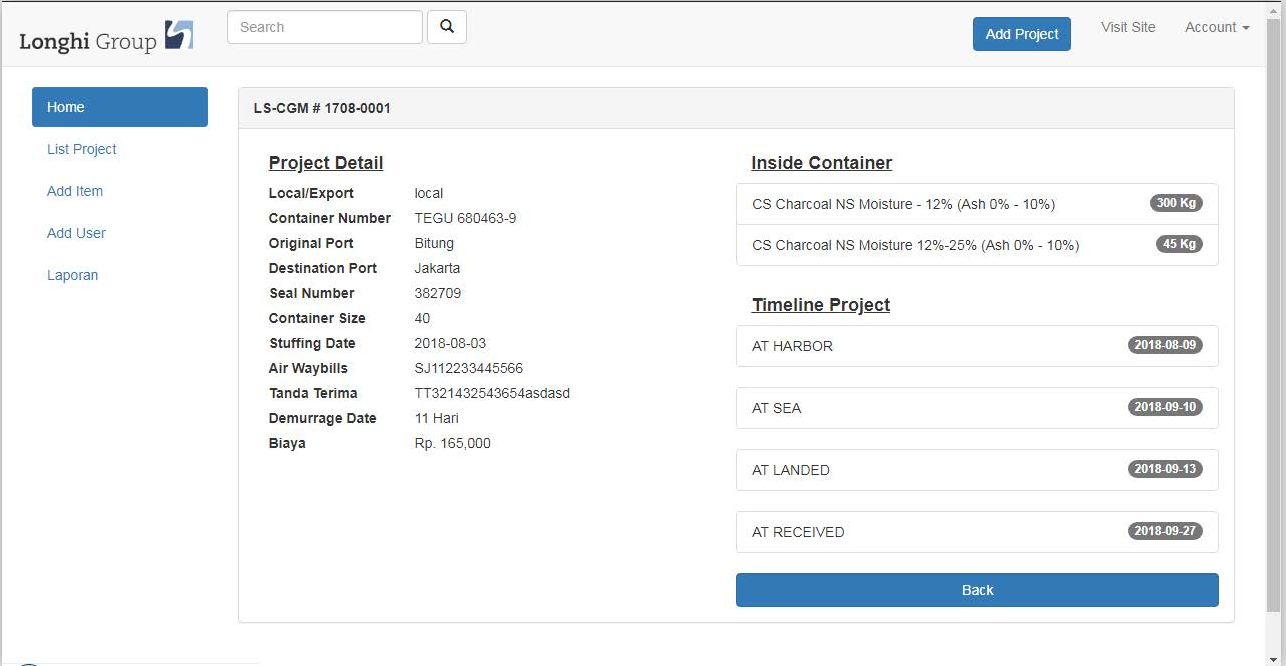 Longhi Group
Search
Add Project
Visit Site
Account
Home
List Project
Add Item
Add User
Laporan
LS-CGM # 1708-0001
Project Detail
Local/Export local
Container Number TEGU 680463-9
Original Port Bitung
Destination Port Jakarta
Seal Number 382709
Container Size 40
Stuffing Date 2018-08-03
Air Waybills SJ112233445566
Tanda Terima TT321432543654asdasd
Demurrage Date 11 Hari
Biaya Rp. 165,000
Inside Container
CS Charcoal NS Moisture - 12% (Ash 0% - 10%) 300 Kg
CS Charcoal NS Moisture 12%-25% (Ash 0% - 10%) 45 Kg
Timeline Project
AT HARBOR 2018-08-09
AT SEA 2018-09-10
AT LANDED 2018-09-13
AT RECEIVED 2018-09-27
Back